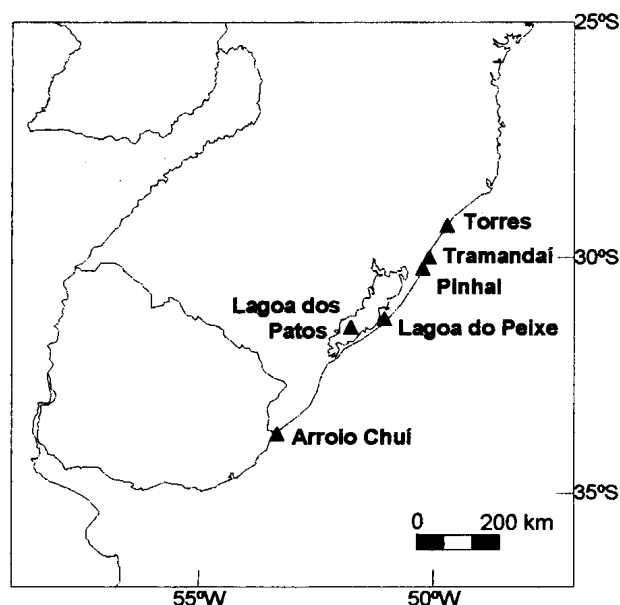 25ºS
Torres
Tramandaí
30ºS
Pinhal
Lagoa dos
Patos
Lagoa do Peixe
Arroio Chuí
35ºS
0 200 km
55ºW
50ºW